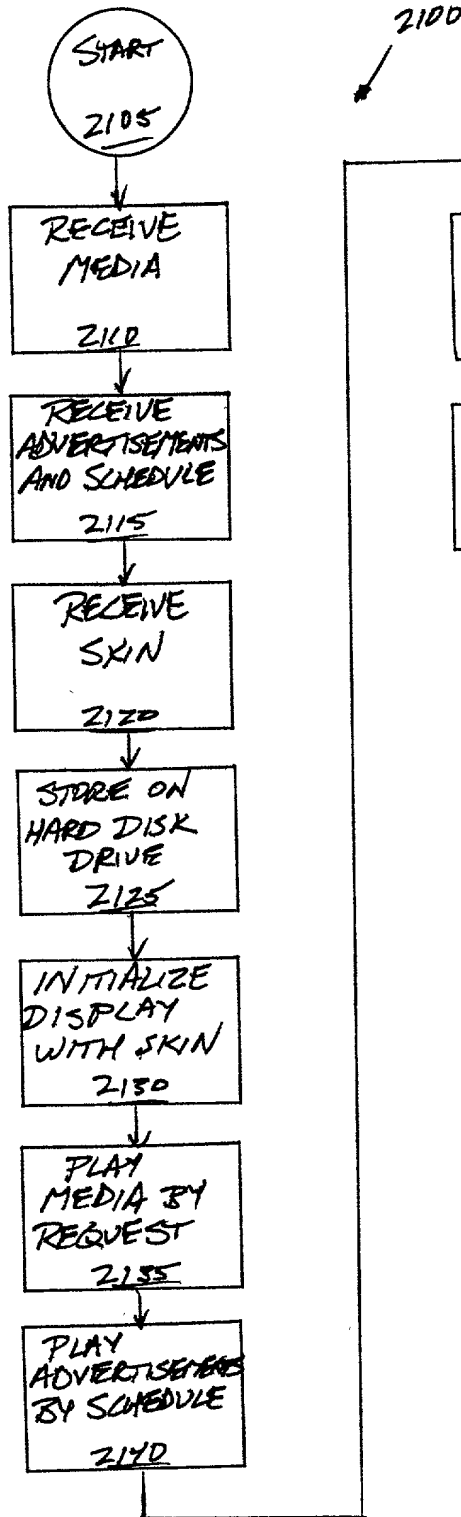 2100
START
2105
RECEIVE
MEDIA
2110
RECEIVE
ADVERTISEMENTS
AND SCHEDULE
2115
RECEIVE
SKIN
2120
STORE ON
HARD DISK
DRIVE
2125
INITIALIZE
DISPLAY
WITH SKIN
2130
PLAY
MEDIA BY
REQUEST
2135
PLAY
ADVERTISEMENTS
BY SCHEDULE
2140